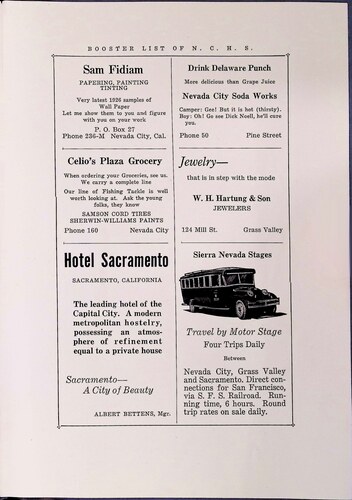 BOOSTER LIST OF N. C. H. S.
Sam Fidiam
PAPERING, PAINTING
TINTING
Very latest 1926 samples of
Wall Paper
Let me show them to you and figure
with you on your work
P. O. Box 27
Phone 236-M Nevada City, Cal.
Celio's Plaza Grocery
When ordering your Groceries, see us.
We carry a complete line
Our line of Fishing Tackle is well
worth looking at. Ask the young
folks, they know
SAMSON CORD TIRES
SHERWIN-WILLIAMS PAINTS
Phone 160 Nevada City
Hotel Sacramento
SACRAMENTO, CALIFORNIA
The leading hotel of the
Capital City. A modern
metropolitan hostelry,
possessing an atmos-
phere of refinement
equal to a private house
Sacramento—
A City of Beauty
ALBERT BETTENS, Mgr.
Drink Delaware Punch
More delicious than Grape Juice
Nevada City Soda Works
Camper: Gee! But it is hot (thirsty).
Boy: Oh! Go see Dick Noell, he'll cure
you.
Phone 50 Pine Street
Jewelry—
that is in step with the mode
W. H. Hartung & Son
JEWELERS
124 Mill St. Grass Valley
Sierra Nevada Stages
Travel by Motor Stage
Four Trips Daily
Between
Nevada City, Grass Valley
and Sacramento. Direct con-
nections for San Francisco,
via S. F. S. Railroad. Run-
ning time, 6 hours. Round
trip rates on sale daily.